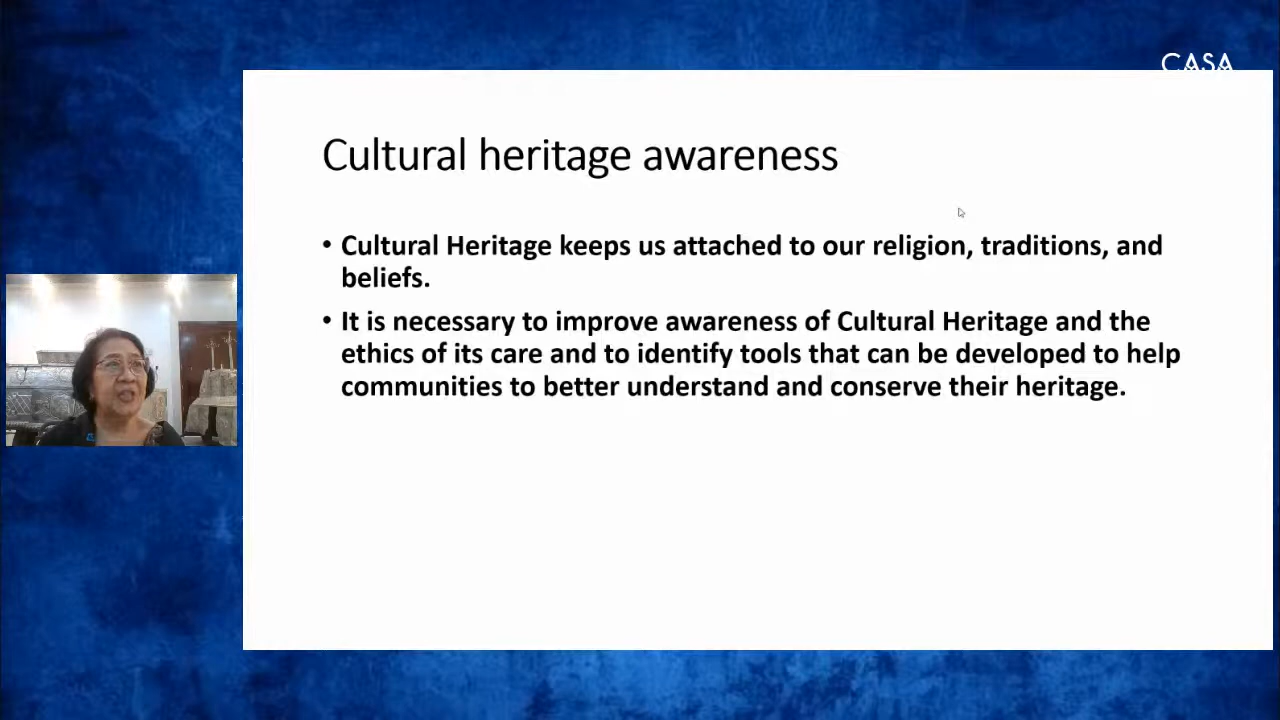 CASA
Cultural heritage awareness
• Cultural Heritage keeps us attached to our religion, traditions, and
beliefs.
• It is necessary to improve awareness of Cultural Heritage and the
ethics of its care and to identify tools that can be developed to help
communities to better understand and conserve their heritage.